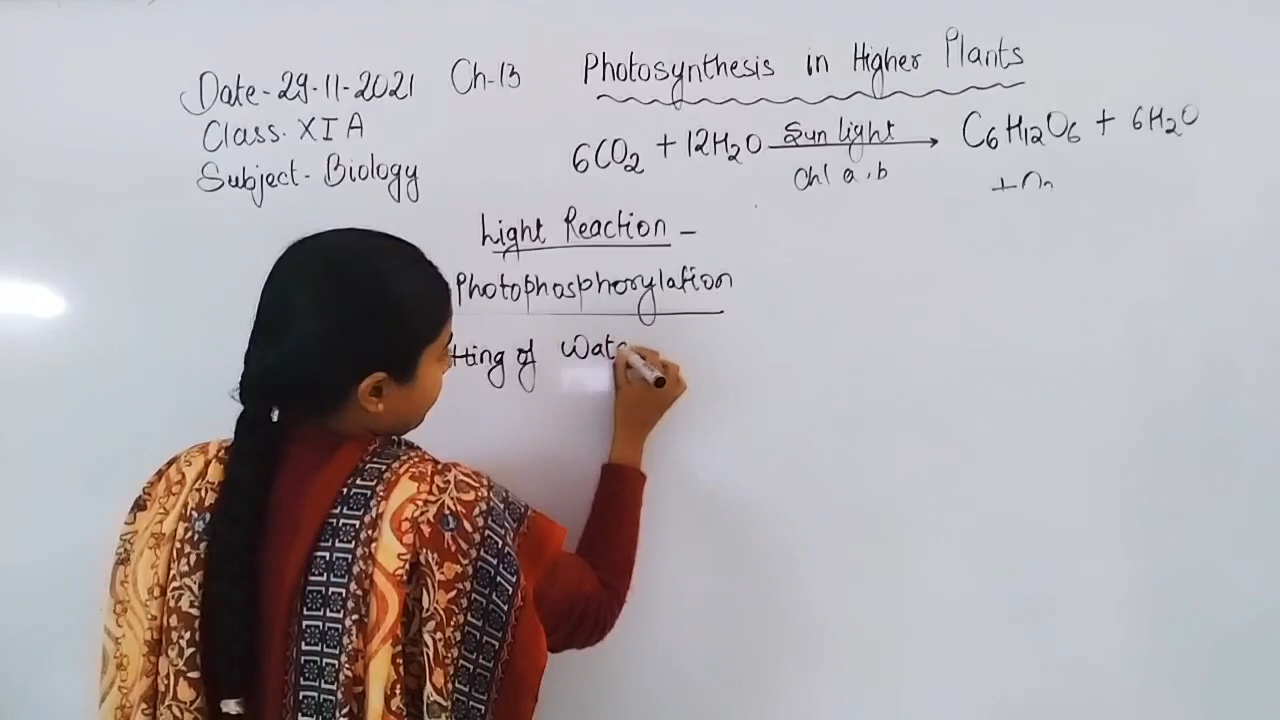 Date - 29-11-2021 Ch-13 Photosynthesis in Higher Plants
Class. XI A
Subject - Biology
6CO2 + 12H2O Sun light → C6H12O6 + 6H2O
Chl a, b
Light Reaction -
Photophosphorylation
of